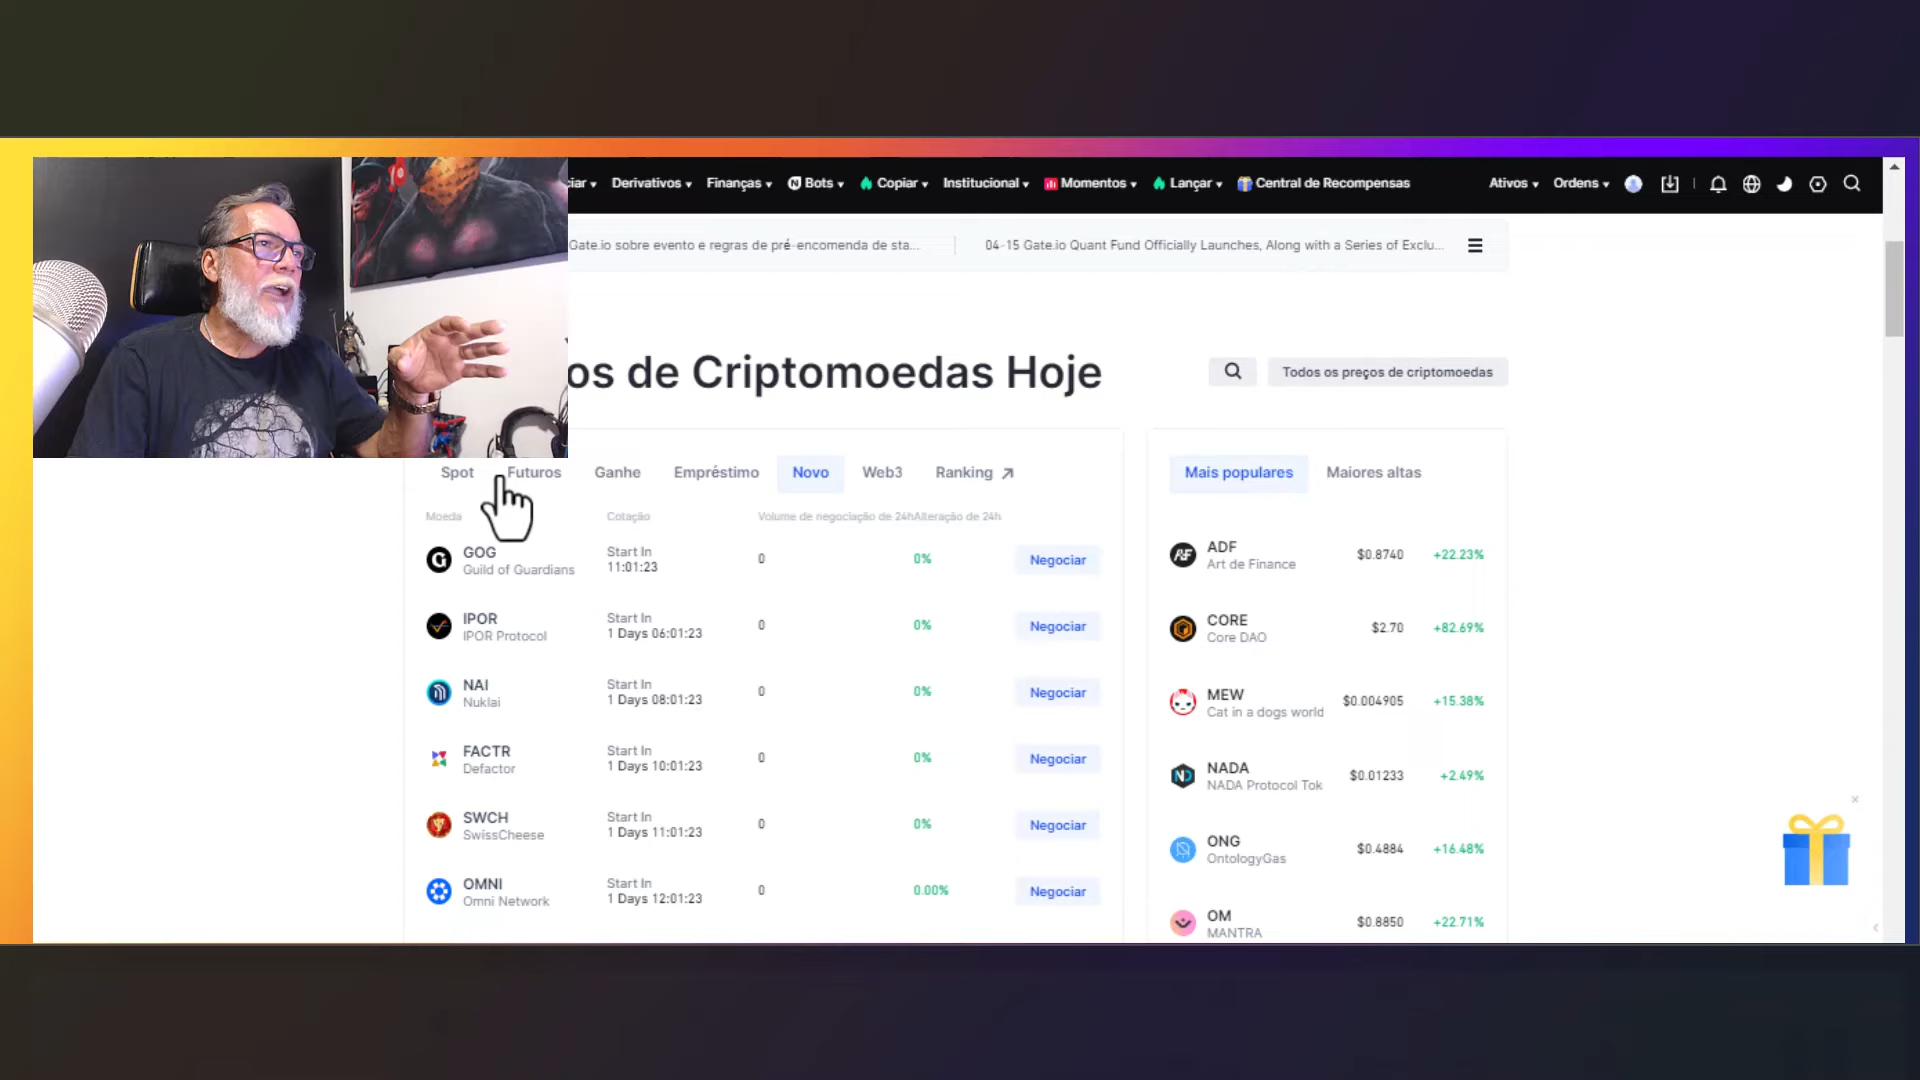 ciar Derivativos Finanças Bots Copiar Institucional Momentos Lançar Central de Recompensas Ativos Ordens
Gate.io sobre evento e regras de pré-encomenda de sta... 04-15 Gate.io Quant Fund Officially Launches, Along with a Series of Exclu...
os de Criptomoedas Hoje
Todos os preços de criptomoedas
Spot Futuros Ganhe Empréstimo Novo Web3 Ranking
Mais populares Maiores altas
Moeda Cotação Volume de negociação de 24hAlteração de 24h
GOG
Guild of Guardians
Start In
11:01:23
0 0% Negociar
IPOR
IPOR Protocol
Start In
1 Days 06:01:23
0 0% Negociar
NAI
Nuklai
Start In
1 Days 08:01:23
0 0% Negociar
FACTR
Defactor
Start In
1 Days 10:01:23
0 0% Negociar
SWCH
SwissCheese
Start In
1 Days 11:01:23
0 0% Negociar
OMNI
Omni Network
Start In
1 Days 12:01:23
0 0.00% Negociar
ADF
Art de Finance
$0.8740 +22.23%
CORE
Core DAO
$2.70 +82.69%
MEW
Cat in a dogs world
$0.004905 +15.38%
NADA
NADA Protocol Tok
$0.01233 +2.49%
ONG
OntologyGas
$0.4884 +16.48%
OM
MANTRA
$0.8850 +22.71%